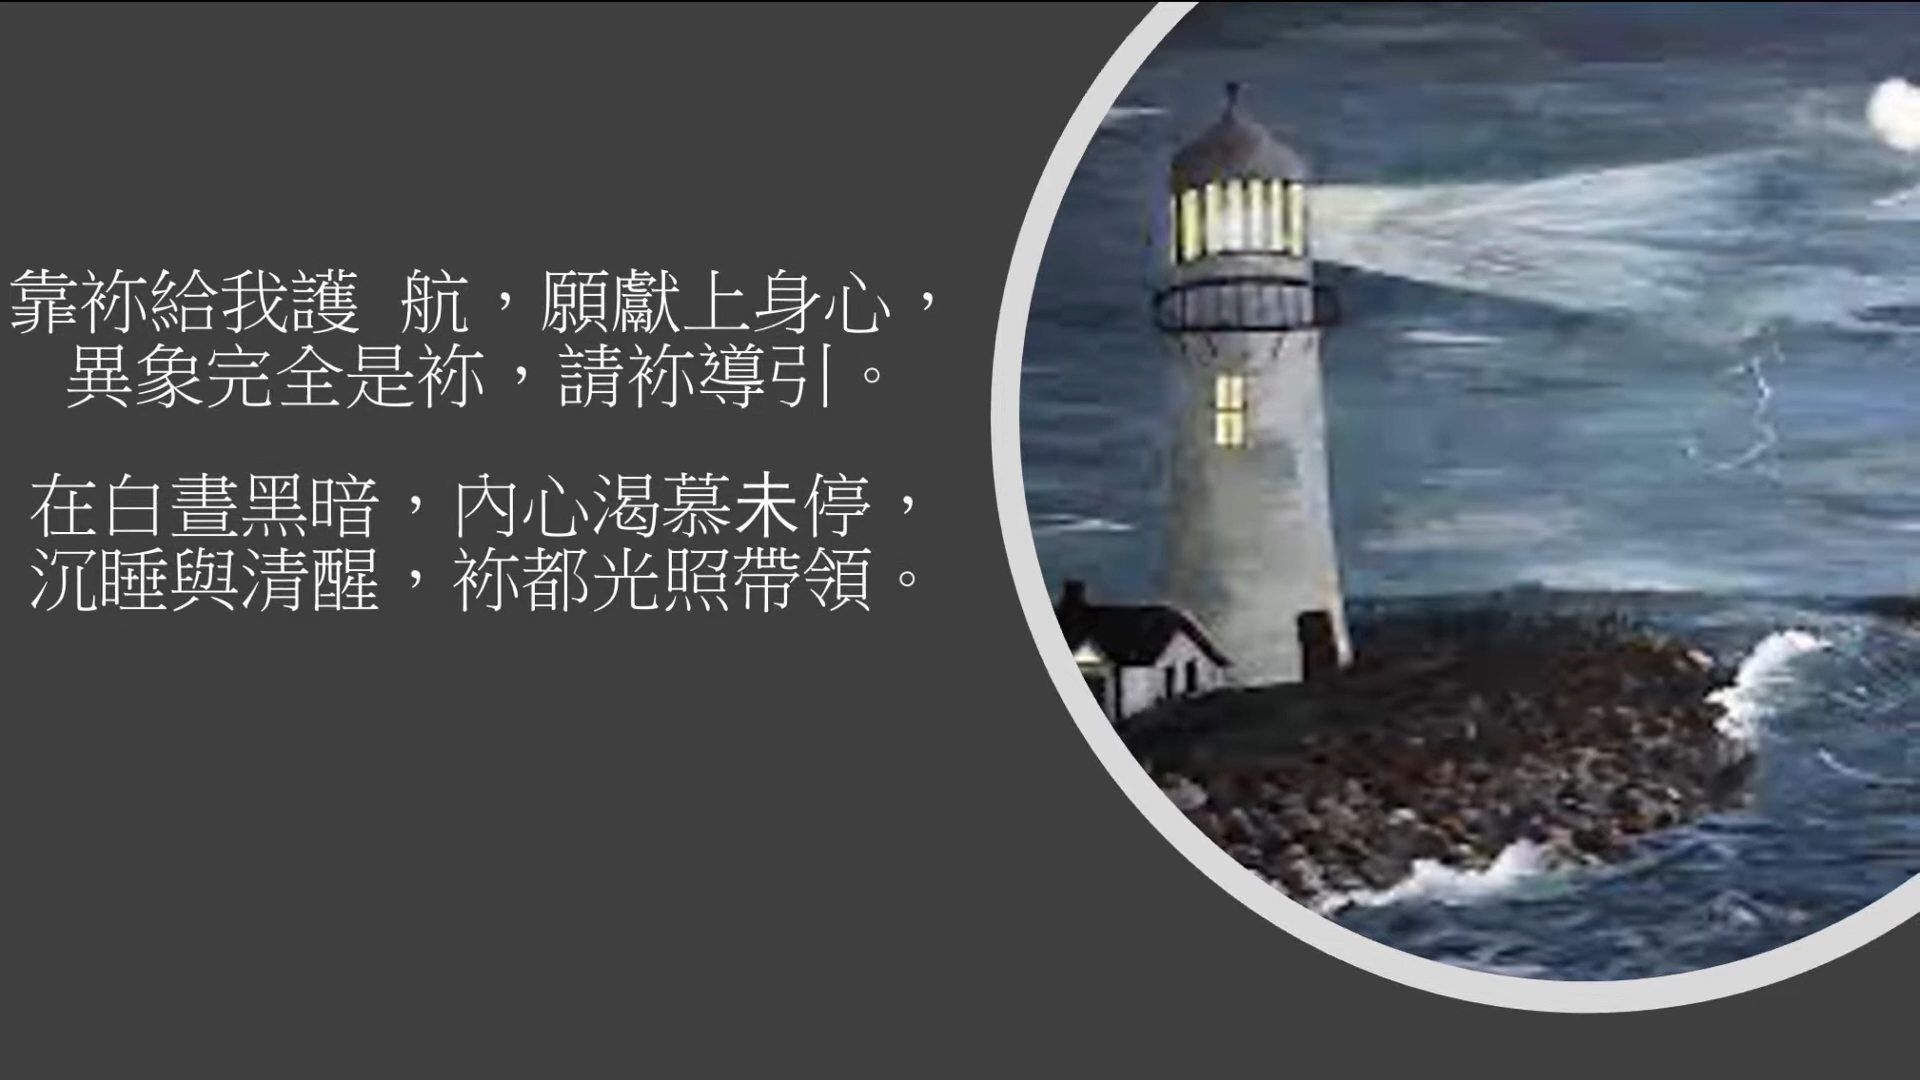 靠祢給我護 航，願獻上身心，
異象完全是祢，請祢導引。
在白晝黑暗，內心渴慕未停，
沉睡與清醒，祢都光照帶領。